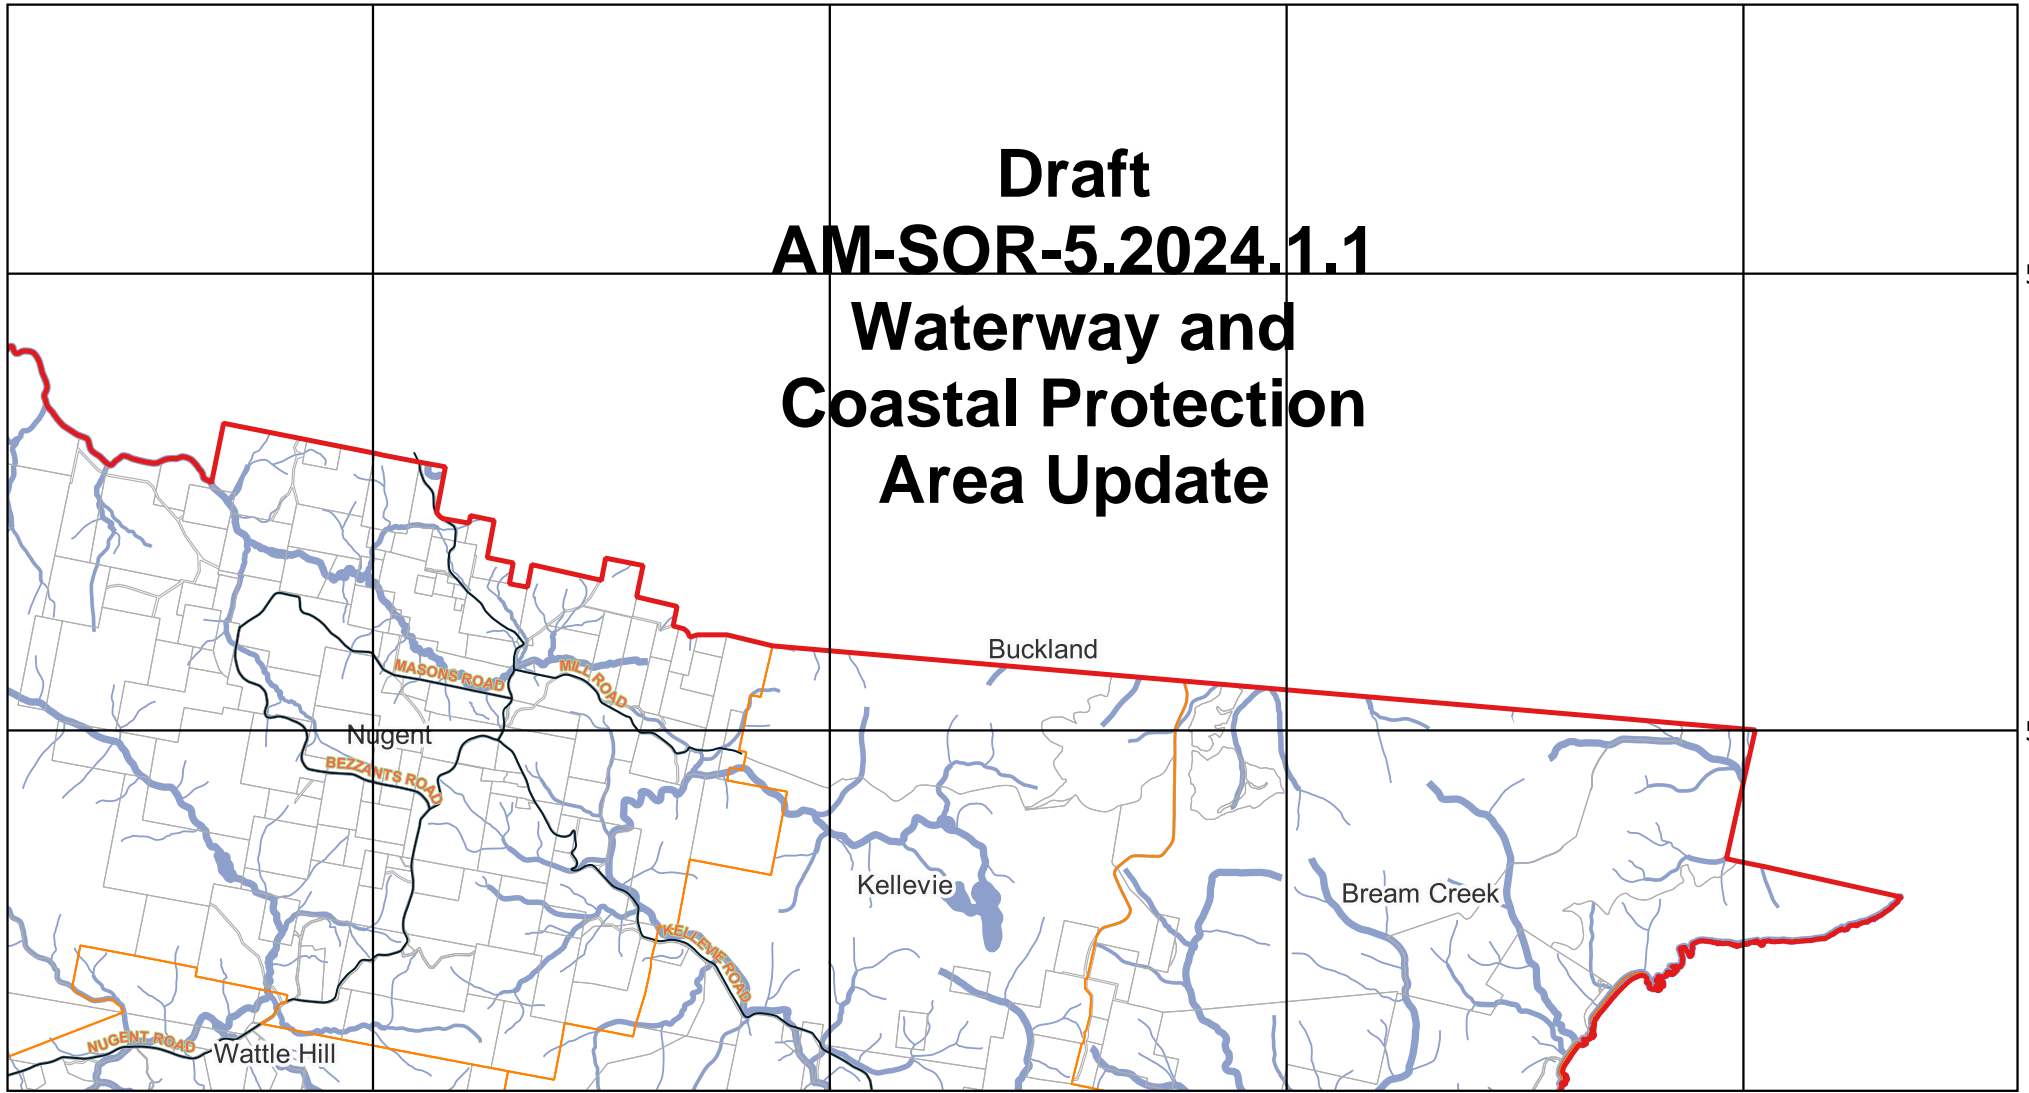 Draft
AM-SOR-5.2024.1.1
Waterway and
Coastal Protection
Area Update
Buckland
MASONS ROAD
MILL ROAD
Nugent
BEZZANTS ROAD
Kellevie
Bream Creek
KELLEVIE ROAD
NUGENT ROAD
Wattle Hill